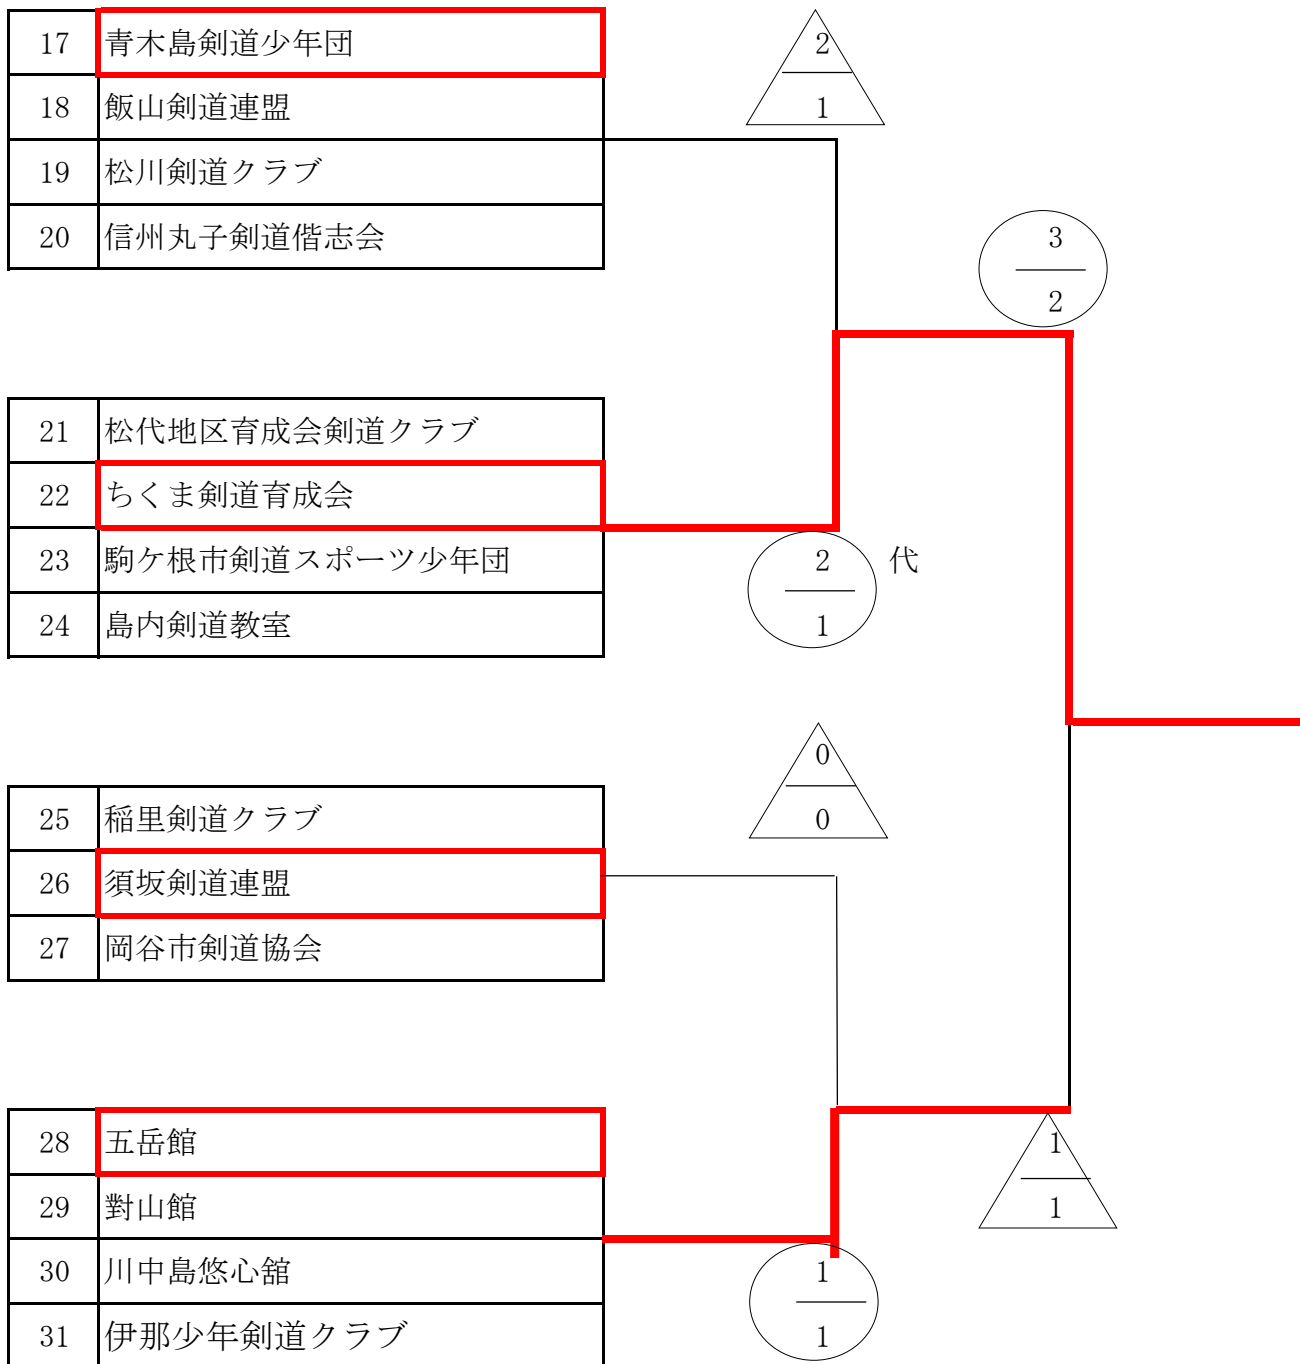 17 青木島剣道少年団
18 飯山剣道連盟
19 松川剣道クラブ
20 信州丸子剣道偕志会
2
1
3
2
21 松代地区育成会剣道クラブ
22 ちくま剣道育成会
23 駒ケ根市剣道スポーツ少年団
24 島内剣道教室
2
1
代
0
0
25 稲里剣道クラブ
26 須坂剣道連盟
27 岡谷市剣道協会
28 五岳館
29 對山館
30 川中島悠心舘
31 伊那少年剣道クラブ
1
1
1
1